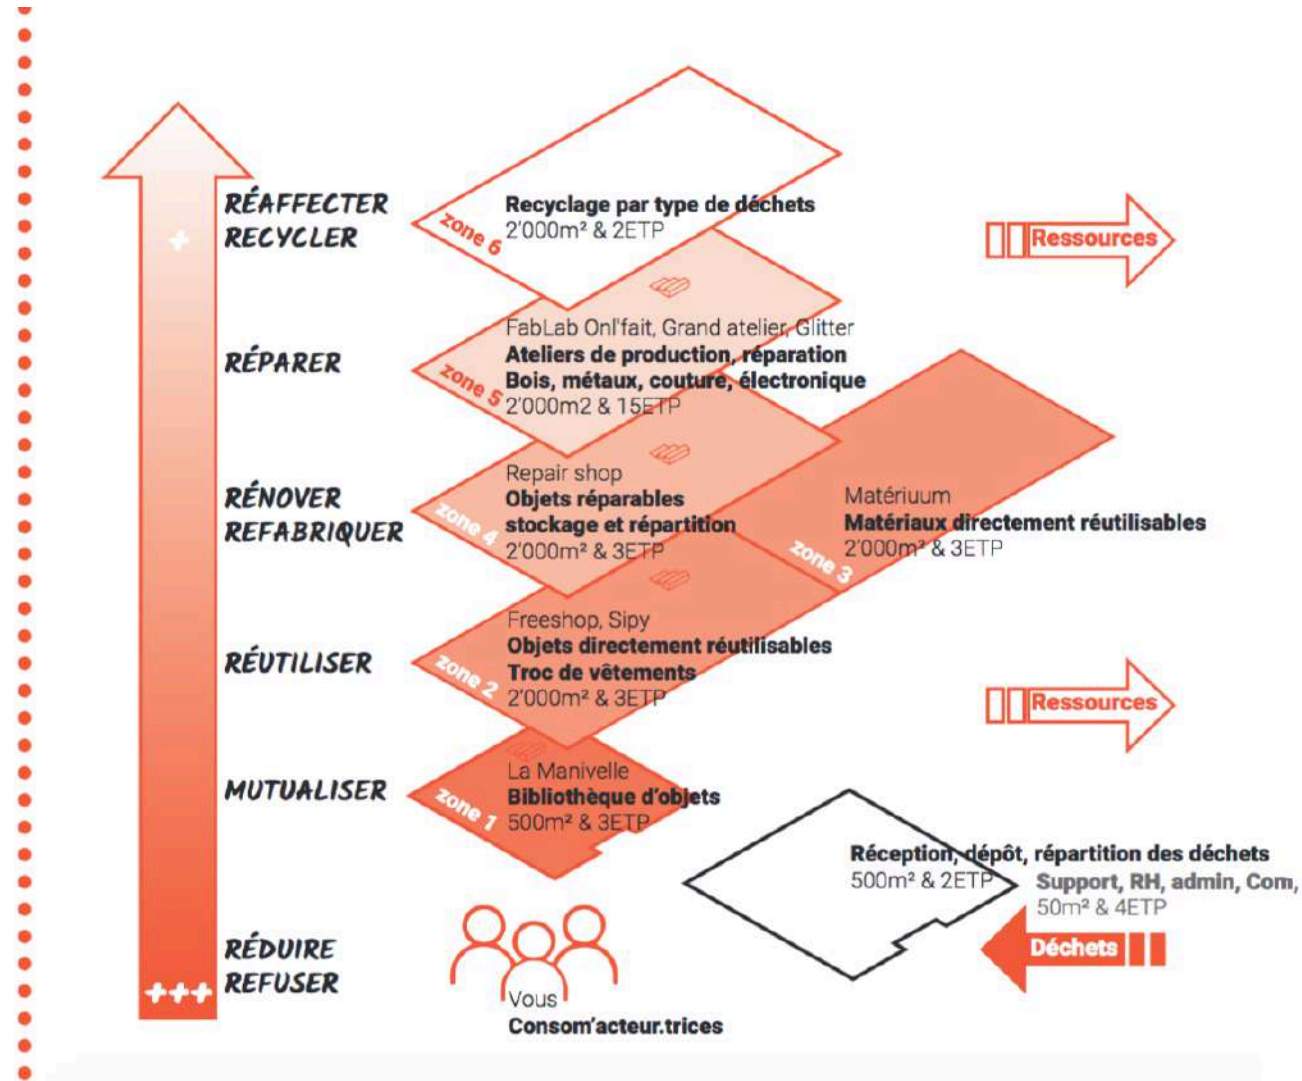 RÉAFFECTER
RECYCLER
+
zone 6
Recyclage par type de déchets
2'000m² & 2ETP
Ressources
RÉPARER
zone 5
FabLab Onl'fait, Grand atelier, Glitter
Ateliers de production, réparation
Bois, métaux, couture, électronique
2'000m2 & 15ETP
RÉNOVER
REFABRIQUER
zone 4
Repair shop
Objets réparables
stockage et répartition
2'000m² & 3ETP
zone 3
Matériuum
Matériaux directement réutilisables
2'000m² & 3ETP
RÉUTILISER
zone 2
Freeshop, Sipy
Objets directement réutilisables
Troc de vêtements
2'000m² & 3ETP
Ressources
MUTUALISER
zone 1
La Manivelle
Bibliothèque d'objets
500m² & 3ETP
Réception, dépôt, répartition des déchets
500m² & 2ETP
Support, RH, admin, Com,
50m² & 4ETP
Déchets
RÉDUIRE
REFUSER
+++
Vous
Consom'acteur.trices